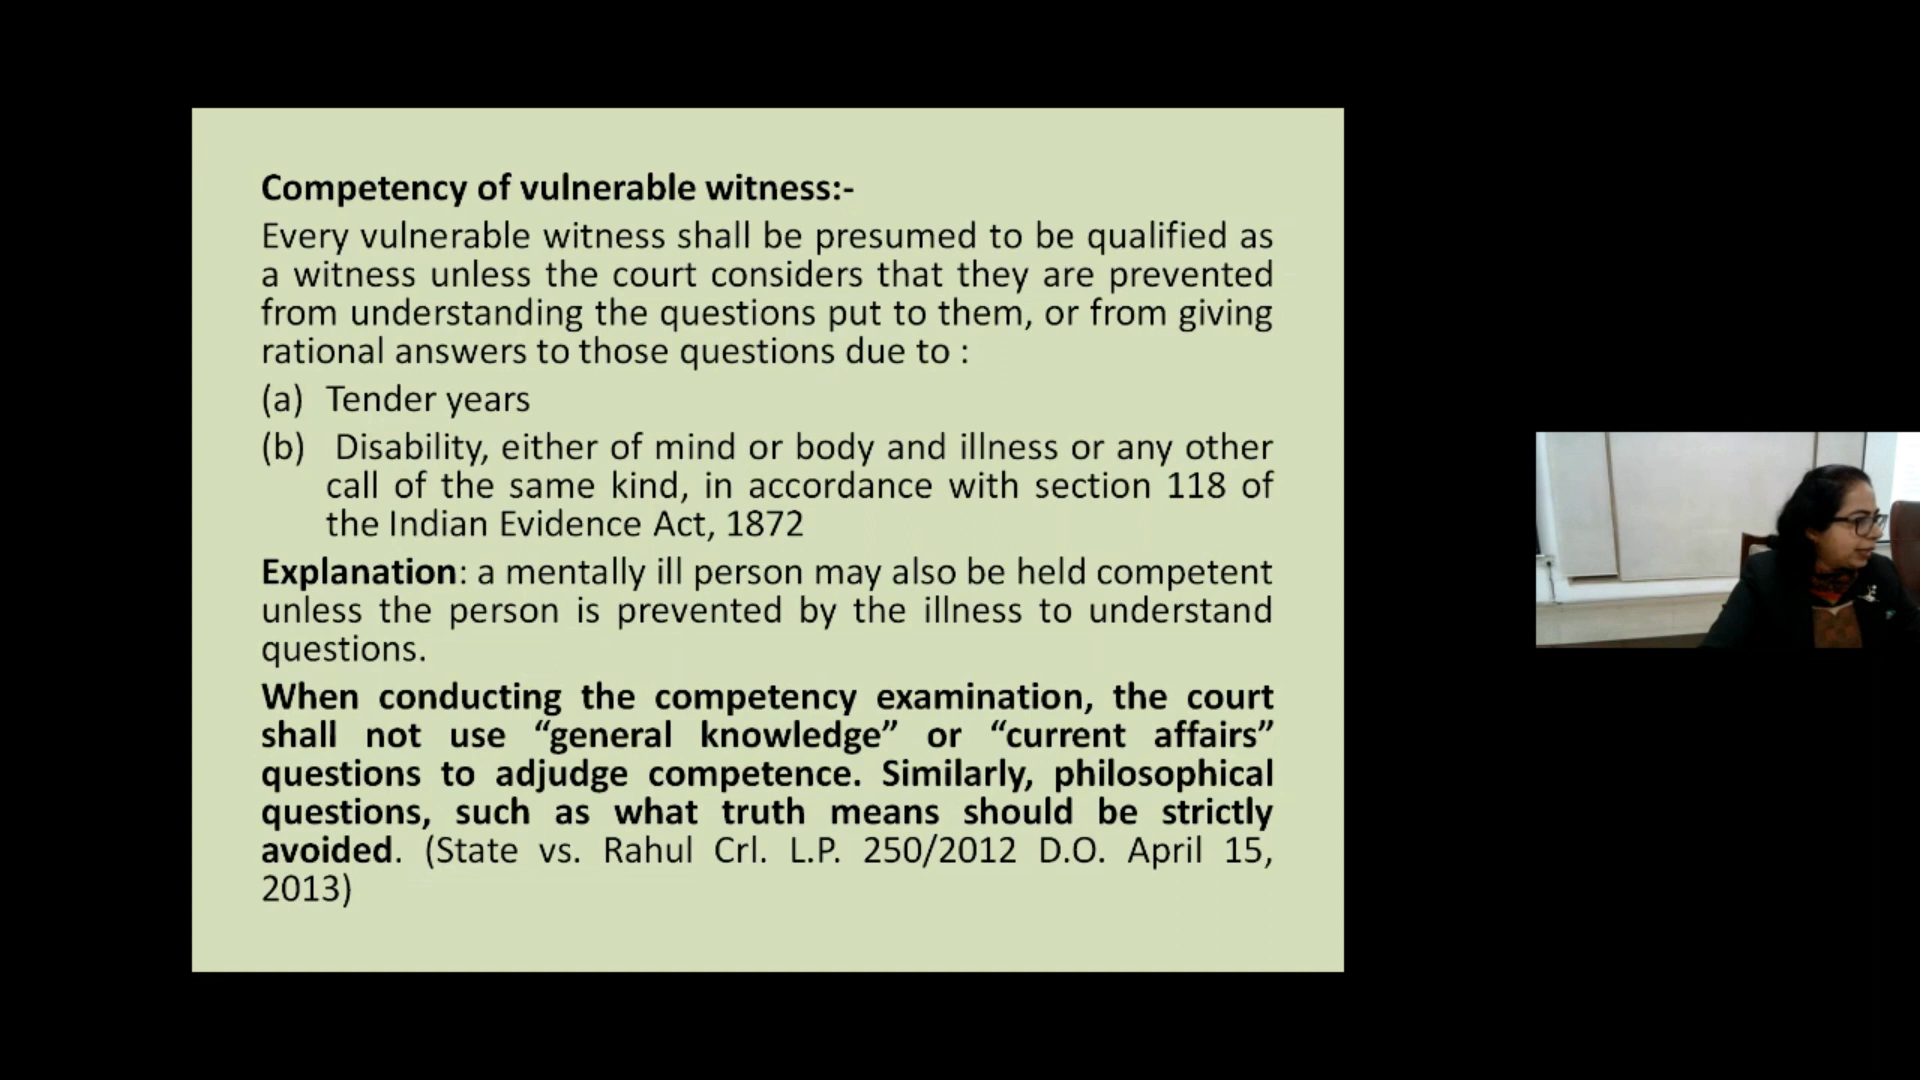 Competency of vulnerable witness:-
Every vulnerable witness shall be presumed to be qualified as
a witness unless the court considers that they are prevented
from understanding the questions put to them, or from giving
rational answers to those questions due to :
(a) Tender years
(b) Disability, either of mind or body and illness or any other
call of the same kind, in accordance with section 118 of
the Indian Evidence Act, 1872
Explanation: a mentally ill person may also be held competent
unless the person is prevented by the illness to understand
questions.
When conducting the competency examination, the court
shall not use “general knowledge” or “current affairs”
questions to adjudge competence. Similarly, philosophical
questions, such as what truth means should be strictly
avoided. (State vs. Rahul Crl. L.P. 250/2012 D.O. April 15,
2013)